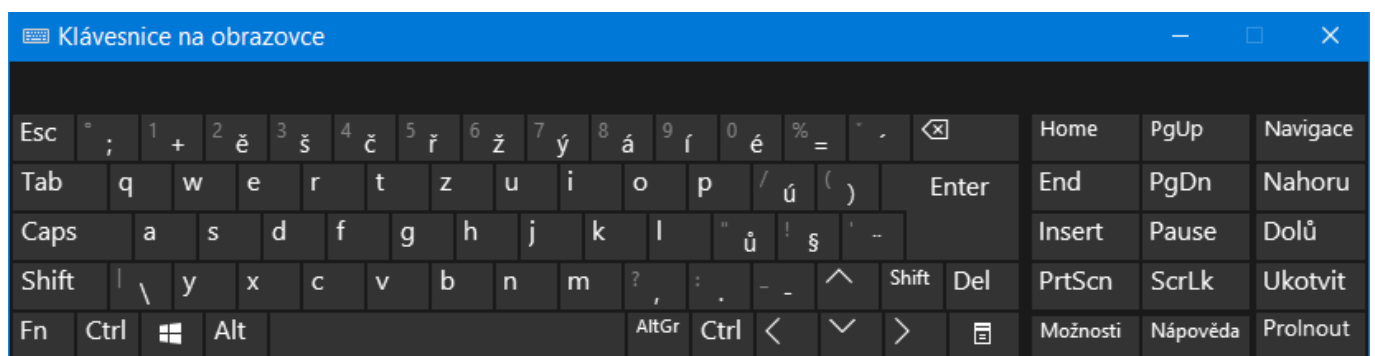 Klávesnice na obrazovce
Esc ° ; 1 + 2 ě 3 š 4 č 5 ř 6 ž 7 ý 8 á 9 í 0 é % = ˇ ´ Home PgUp Navigace
Tab q w e r t z u i o p / ú ( ) Enter End PgDn Nahoru
Caps a s d f g h j k l " ů ! § ' ¨ Insert Pause Dolů
Shift | \ y x c v b n m ? , : . _ - Shift Del PrtScn ScrLk Ukotvit
Fn Ctrl Alt AltGr Ctrl Možnosti Nápověda Prolnout